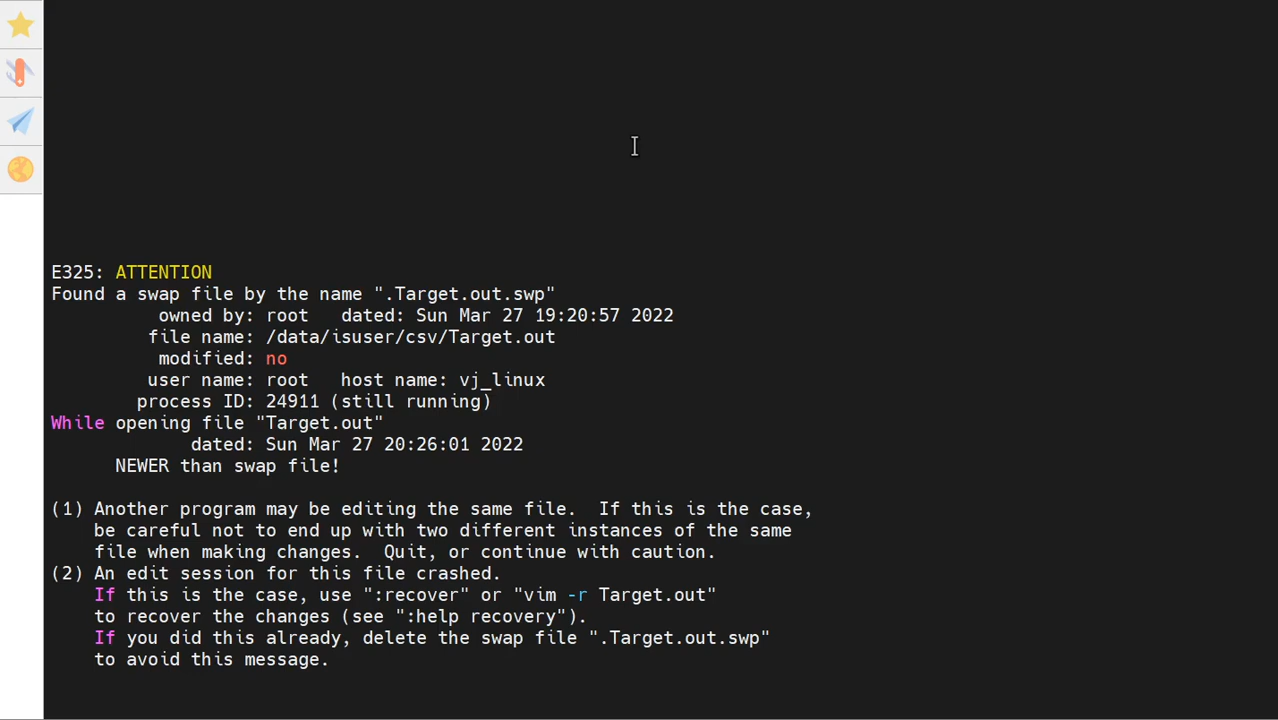 E325: ATTENTION
Found a swap file by the name ".Target.out.swp"
owned by: root   dated: Sun Mar 27 19:20:57 2022
file name: /data/isuser/csv/Target.out
modified: no
user name: root   host name: vj_linux
process ID: 24911 (still running)
While opening file "Target.out"
dated: Sun Mar 27 20:26:01 2022
NEWER than swap file!
(1) Another program may be editing the same file.  If this is the case,
be careful not to end up with two different instances of the same
file when making changes.  Quit, or continue with caution.
(2) An edit session for this file crashed.
If this is the case, use ":recover" or "vim -r Target.out"
to recover the changes (see ":help recovery").
If you did this already, delete the swap file ".Target.out.swp"
to avoid this message.